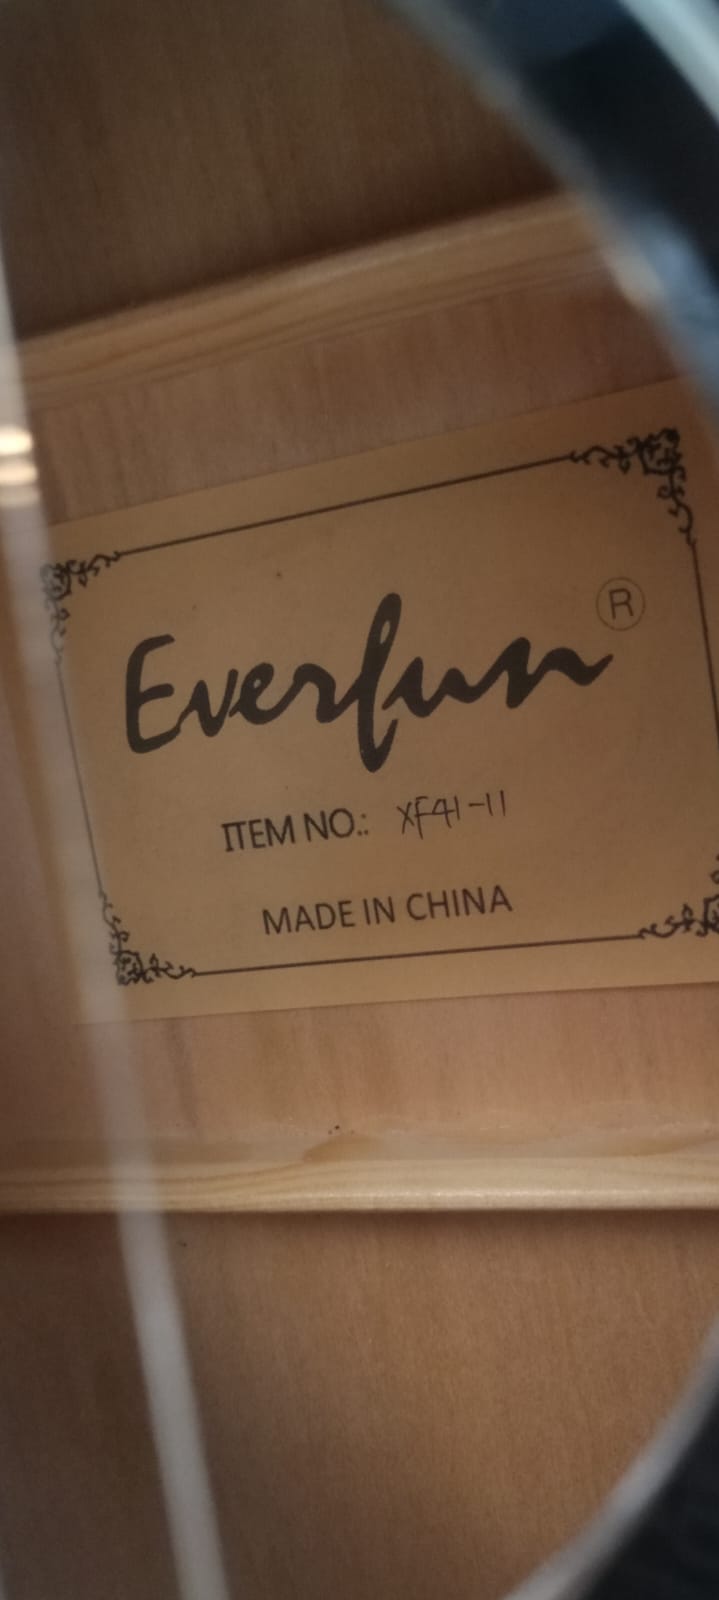 Everfun ®
ITEM NO.: XF41-11
MADE IN CHINA